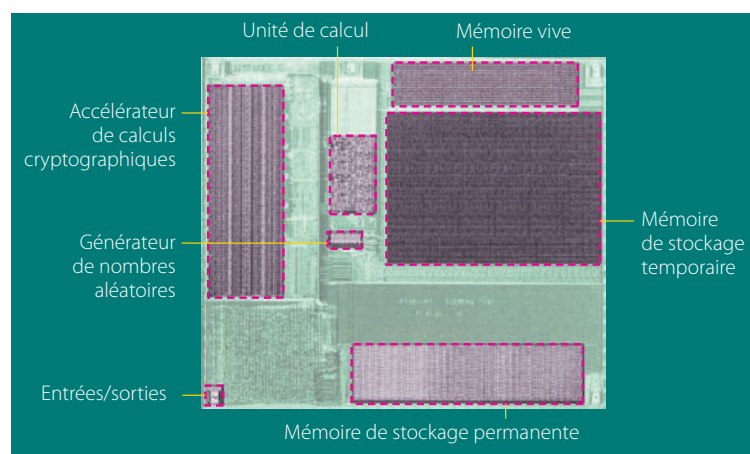 Unité de calcul
Mémoire vive
Accélérateur
de calculs
cryptographiques
Mémoire
de stockage
temporaire
Générateur
de nombres
aléatoires
Entrées/sorties
Mémoire de stockage permanente